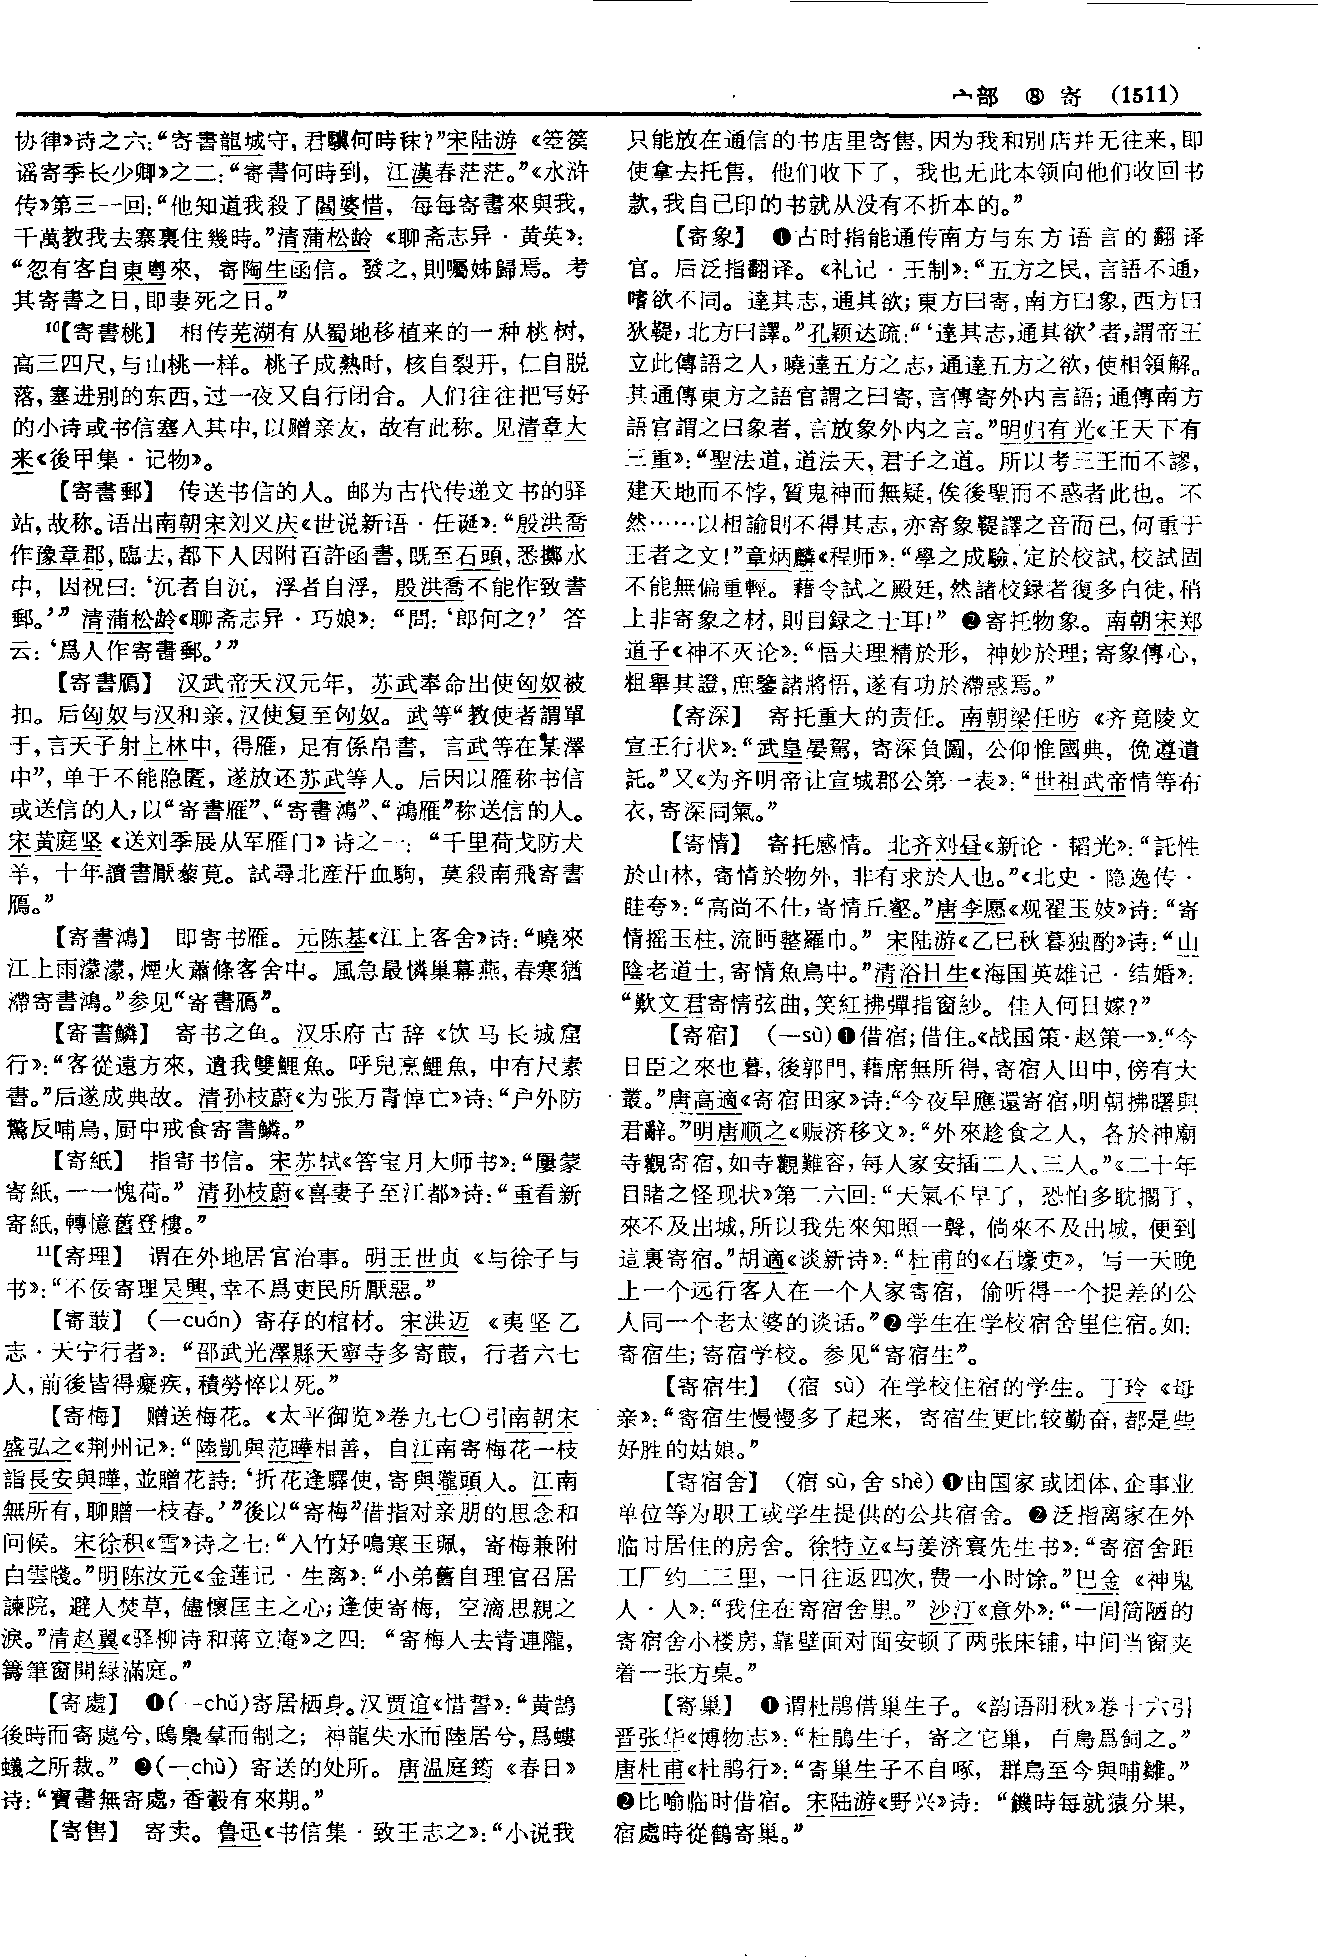 宀部 ⑧ 寄 (1511)
协律》诗之六:“寄書龍城守,君驥何時秣?”宋陆游《箜篌
谣寄季长少卿》之二:“寄書何時到, 江漢春茫茫。”《水浒
传》第三一回:“他知道我殺了閻婆惜, 每每寄書來與我,
千萬教我去寨裏住幾時。”清蒲松龄《聊斋志异·黄英》:
“忽有客自東粤來, 寄陶生函信。發之,則囑姊歸焉。考
其寄書之日,即妻死之日。”
¹⁰【寄書桃】 相传芜湖有从蜀地移植来的一种桃树,
高三四尺,与山桃一样。桃子成熟时, 核自裂开, 仁自脱
落,塞进别的东西,过一夜又自行闭合。人们往往把写好
的小诗或书信塞入其中,以赠亲友, 故有此称。见清章大
来《後甲集·记物》。
【寄書郵】 传送书信的人。邮为古代传递文书的驿
站,故称。语出南朝宋刘义庆《世说新语·任诞》:“殷洪喬
作豫章郡,臨去,都下人因附百許函書,既至石頭,悉擲水
中, 因祝曰: ‘沉者自沉, 浮者自浮, 殷洪喬不能作致書
郵。’” 清蒲松龄《聊斋志异·巧娘》: “問: ‘郎何之?’ 答
云: ‘爲人作寄書郵。’”
【寄書鴈】 汉武帝天汉元年, 苏武奉命出使匈奴被
扣。后匈奴与汉和亲,汉使复至匈奴。武等“教使者謂單
于,言天子射上林中, 得雁, 足有係帛書, 言武等在某澤
中”, 单于不能隐匿, 遂放还苏武等人。后因以雁称书信
或送信的人,以“寄書雁”、“寄書鴻”、“鴻雁”称送信的人。
宋黄庭坚《送刘季展从军雁门》诗之一: “千里荷戈防犬
羊, 十年讀書厭藜莧。試尋北産汗血駒, 莫殺南飛寄書
鴈。”
【寄書鴻】 即寄书雁。元陈基《江上客舍》诗:“曉來
江上雨濛濛,煙火蕭條客舍中。風急最憐巢幕燕,春寒猶
滯寄書鴻。”参见“寄書鴈”。
【寄書鱗】 寄书之鱼。汉乐府古辞《饮马长城窟
行》:“客從遠方來, 遺我雙鯉魚。呼兒烹鯉魚, 中有尺素
書。”后遂成典故。清孙枝蔚《为张万青悼亡》诗:“户外防
驚反哺烏,厨中戒食寄書鱗。”
【寄紙】 指寄书信。宋苏轼《答宝月大师书》:“屢蒙
寄紙,一一愧荷。” 清孙枝蔚《喜妻子至江都》诗:“重看新
寄紙,轉憶舊登樓。”
¹¹【寄理】 谓在外地居官治事。明王世贞《与徐子与
书》:“不佞寄理吴興,幸不爲吏民所厭惡。”
【寄菆】 (—cuán) 寄存的棺材。宋洪迈《夷坚乙
志·天宁行者》: “邵武光澤縣天寧寺多寄菆, 行者六七
人,前後皆得癡疾,積勞悴以死。”
【寄梅】 赠送梅花。《太平御览》卷九七〇引南朝宋
盛弘之《荆州记》:“陸凱與范曄相善, 自江南寄梅花一枝
詣長安與曄,並贈花詩: ‘折花逢驛使,寄與隴頭人。江南
無所有,聊贈一枝春。’”後以“寄梅”借指对亲朋的思念和
问候。宋徐积《雪》诗之七:“入竹好鳴寒玉珮, 寄梅兼附
白雲牋。”明陈汝元《金莲记·生离》:“小弟舊自理官召居
諫院, 避人焚草, 儘懷匡主之心;逢使寄梅, 空滴思親之
淚。”清赵翼《驿柳诗和蒋立庵》之四: “寄梅人去青連隴,
篝筆窗開緑滿庭。”
【寄處】 ❶(—chǔ)寄居栖身。汉贾谊《惜誓》:“黄鵠
後時而寄處兮,鴟梟羣而制之; 神龍失水而陸居兮,爲螻
蟻之所裁。” ❷(—chù) 寄送的处所。唐温庭筠《春日》
诗:“寶書無寄處,香轂有來期。”
【寄售】 寄卖。鲁迅《书信集·致王志之》:“小说我
只能放在通信的书店里寄售,因为我和别店并无往来,即
使拿去托售, 他们收下了, 我也无此本领向他们收回书
款,我自己印的书就从没有不折本的。”
【寄象】 ❶古时指能通传南方与东方语言的翻译
官。后泛指翻译。《礼记·王制》:“五方之民,言語不通,
嗜欲不同。達其志,通其欲;東方曰寄,南方曰象,西方曰
狄鞮,北方曰譯。”孔颖达疏:“‘達其志,通其欲’者,謂帝王
立此傳語之人,曉達五方之志,通達五方之欲,使相領解。
其通傳東方之語官謂之曰寄,言傳寄外内言語;通傳南方
語官謂之曰象者,言放象外内之言。”明归有光《王天下有
三重》:“聖法道,道法天,君子之道。所以考三王而不謬,
建天地而不悖,質鬼神而無疑,俟後聖而不惑者此也。不
然……以相諭則不得其志,亦寄象鞮譯之音而已,何重于
王者之文!”章炳麟《程师》:“學之成驗,定於校試,校試固
不能無偏重輕。藉令試之殿廷,然諸校録者復多白徒,稍
上非寄象之材,則目録之士耳!” ❷寄托物象。南朝宋郑
道子《神不灭论》:“悟夫理精於形, 神妙於理;寄象傳心,
粗舉其證,庶鑒諸將悟,遂有功於滯惑焉。”
【寄深】 寄托重大的责任。南朝梁任昉《齐竟陵文
宣王行状》:“武皇晏駕, 寄深負圖, 公仰惟國典, 俛遵遺
託。”又《为齐明帝让宣城郡公第一表》:“世祖武帝情等布
衣,寄深同氣。”
【寄情】 寄托感情。北齐刘昼《新论·韬光》:“託性
於山林, 寄情於物外, 非有求於人也。”《北史·隐逸传·
眭夸》:“高尚不仕,寄情丘壑。”唐李愿《观翟玉妓》诗:“寄
情摇玉柱,流眄整羅巾。” 宋陆游《乙巳秋暮独酌》诗:“山
陰老道士,寄情魚鳥中。”清浴日生《海国英雄记·结婚》:
“歎文君寄情弦曲,笑紅拂彈指窗紗。佳人何日嫁?”
【寄宿】 (—sù)❶借宿;借住。《战国策·赵策一》:“今
日臣之來也暮,後郭門,藉席無所得,寄宿人田中,傍有大
叢。”唐高適《寄宿田家》诗:“今夜早應還寄宿,明朝拂曙與
君辭。”明唐顺之《赈济移文》:“外來趁食之人, 各於神廟
寺觀寄宿,如寺觀難容,每人家安插二人、三人。”《二十年
目睹之怪现状》第二六回:“天氣不早了, 恐怕多耽擱了,
來不及出城,所以我先來知照一聲, 倘來不及出城, 便到
這裏寄宿。”胡適《谈新诗》:“杜甫的《石壕吏》, 写一天晚
上一个远行客人在一个人家寄宿, 偷听得一个捉差的公
人同一个老太婆的谈话。”❷学生在学校宿舍里住宿。如:
寄宿生;寄宿学校。参见“寄宿生”。
【寄宿生】 (宿 sù) 在学校住宿的学生。丁玲《母
亲》:“寄宿生慢慢多了起来, 寄宿生更比较勤奋,都是些
好胜的姑娘。”
【寄宿舍】 (宿 sù,舍 shè) ❶由国家或团体、企事业
单位等为职工或学生提供的公共宿舍。❷泛指离家在外
临时居住的房舍。徐特立《与姜济寰先生书》:“寄宿舍距
工厂约二三里,一日往返四次,费一小时馀。”巴金《神鬼
人·人》:“我住在寄宿舍里。” 沙汀《意外》:“一间简陋的
寄宿舍小楼房,靠壁面对面安顿了两张床铺,中间当窗夹
着一张方桌。”
【寄巢】 ❶谓杜鹃借巢生子。《韵语阳秋》卷十六引
晋张华《博物志》:“杜鵑生子, 寄之它巢, 百鳥爲飼之。”
唐杜甫《杜鹃行》:“寄巢生子不自啄, 群鳥至今與哺雛。”
❷比喻临时借宿。宋陆游《野兴》诗: “饑時每就猿分果,
宿處時從鶴寄巢。”